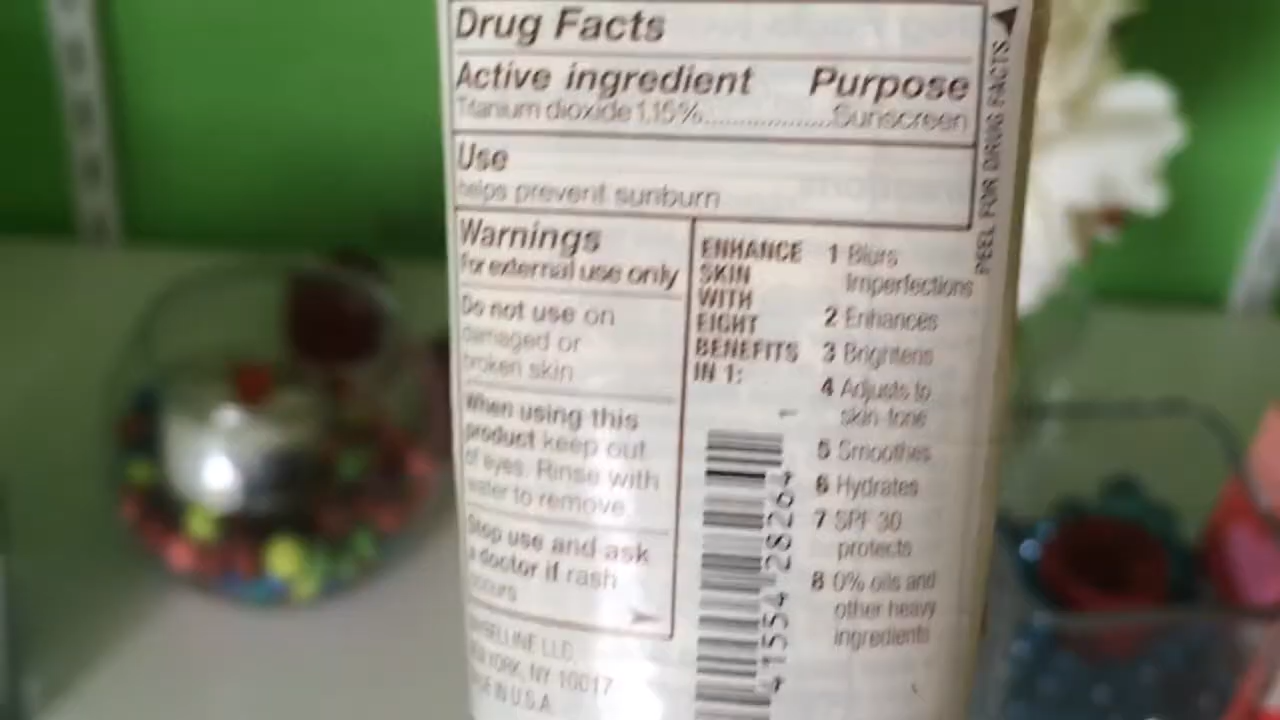 Drug Facts
Active ingredient Purpose
Titanium dioxide 1.15%..................Sunscreen
Use
helps prevent sunburn
Warnings
For external use only
Do not use on
damaged or
broken skin
When using this
product keep out
of eyes. Rinse with
water to remove.
Stop use and ask
a doctor if rash
occurs
LLC,
YORK, NY 10017
IN U.S.A.
ENHANCE
SKIN
WITH
EIGHT
BENEFITS
IN 1:
1 Blurs
Imperfections
2 Enhances
3 Brightens
4 Adjusts to
skin tone
5 Smoothes
6 Hydrates
7 SPF 30
protects
8 0% oils and
other heavy
ingredients
PEEL FOR DRUG FACTS